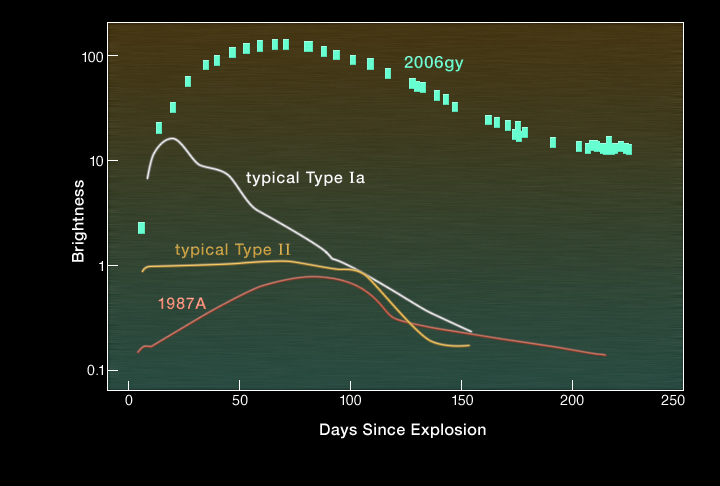 100
10
1
0.1
Brightness
2006gy
typical Type Ia
typical Type II
1987A
0
50
100
150
200
250
Days Since Explosion